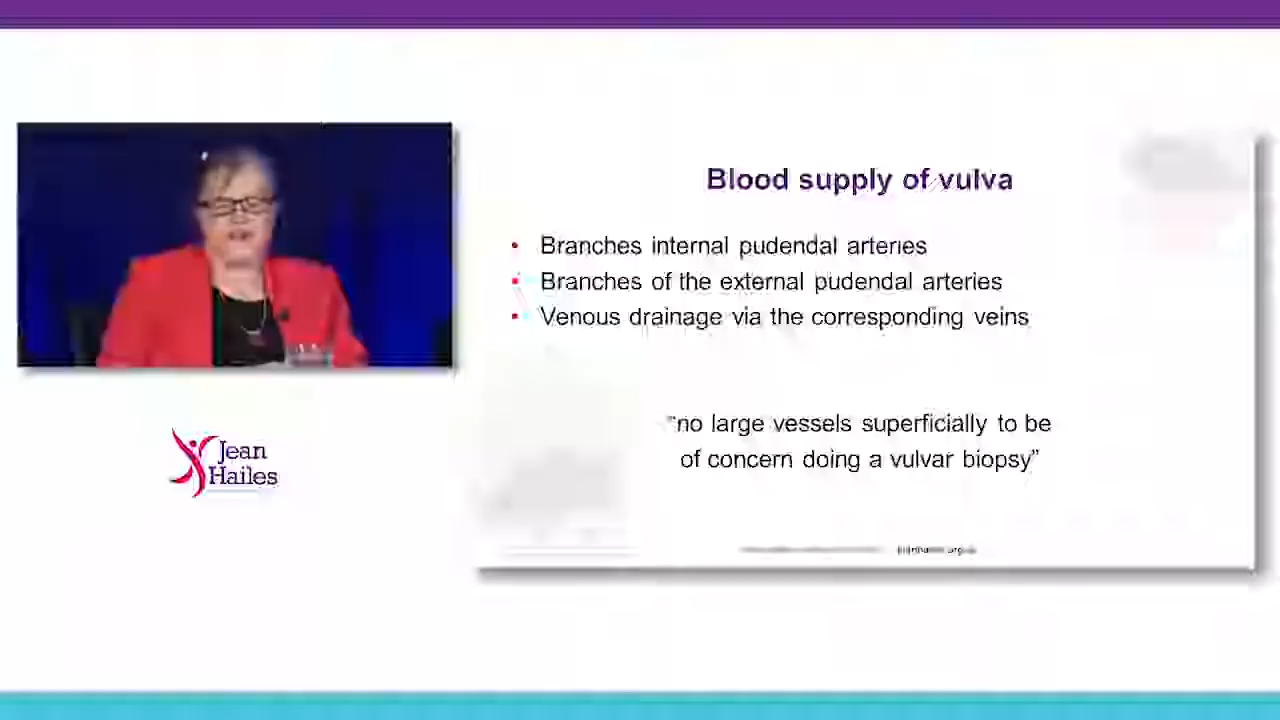 Blood supply of vulva
• Branches internal pudendal arteries
• Branches of the external pudendal arteries
• Venous drainage via the corresponding veins
"no large vessels superficially to be
of concern doing a vulvar biopsy"
Jean
Hailes